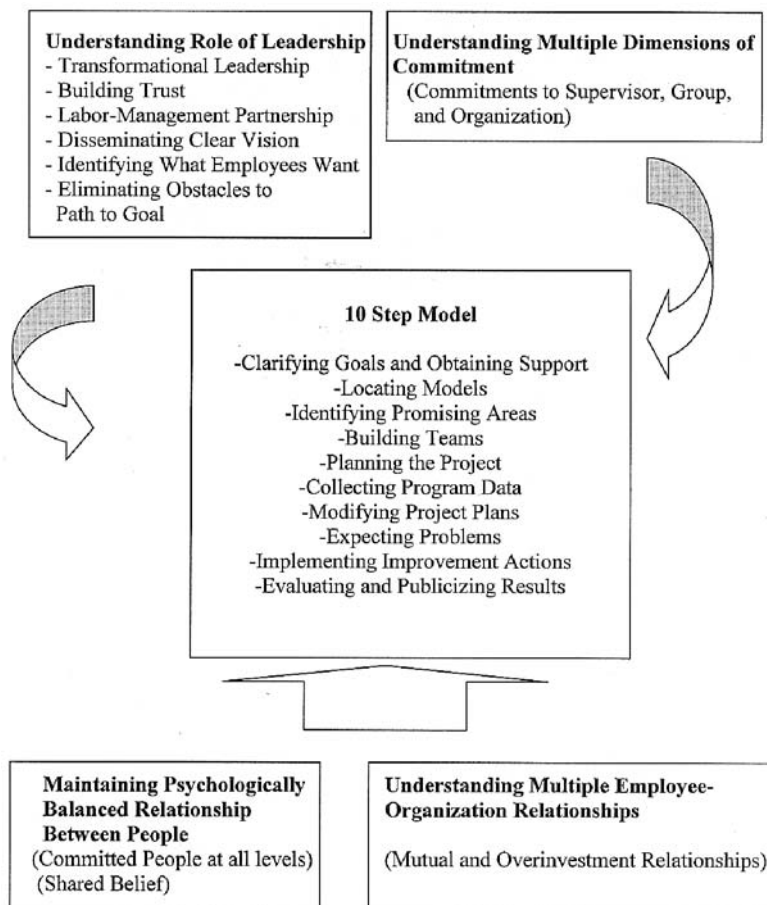 Understanding Role of Leadership
- Transformational Leadership
- Building Trust
- Labor-Management Partnership
- Disseminating Clear Vision
- Identifying What Employees Want
- Eliminating Obstacles to
Path to Goal
Understanding Multiple Dimensions of
Commitment
(Commitments to Supervisor, Group,
and Organization)
10 Step Model
-Clarifying Goals and Obtaining Support
-Locating Models
-Identifying Promising Areas
-Building Teams
-Planning the Project
-Collecting Program Data
-Modifying Project Plans
-Expecting Problems
-Implementing Improvement Actions
-Evaluating and Publicizing Results
Maintaining Psychologically
Balanced Relationship
Between People
(Committed People at all levels)
(Shared Belief)
Understanding Multiple Employee-
Organization Relationships
(Mutual and Overinvestment Relationships)